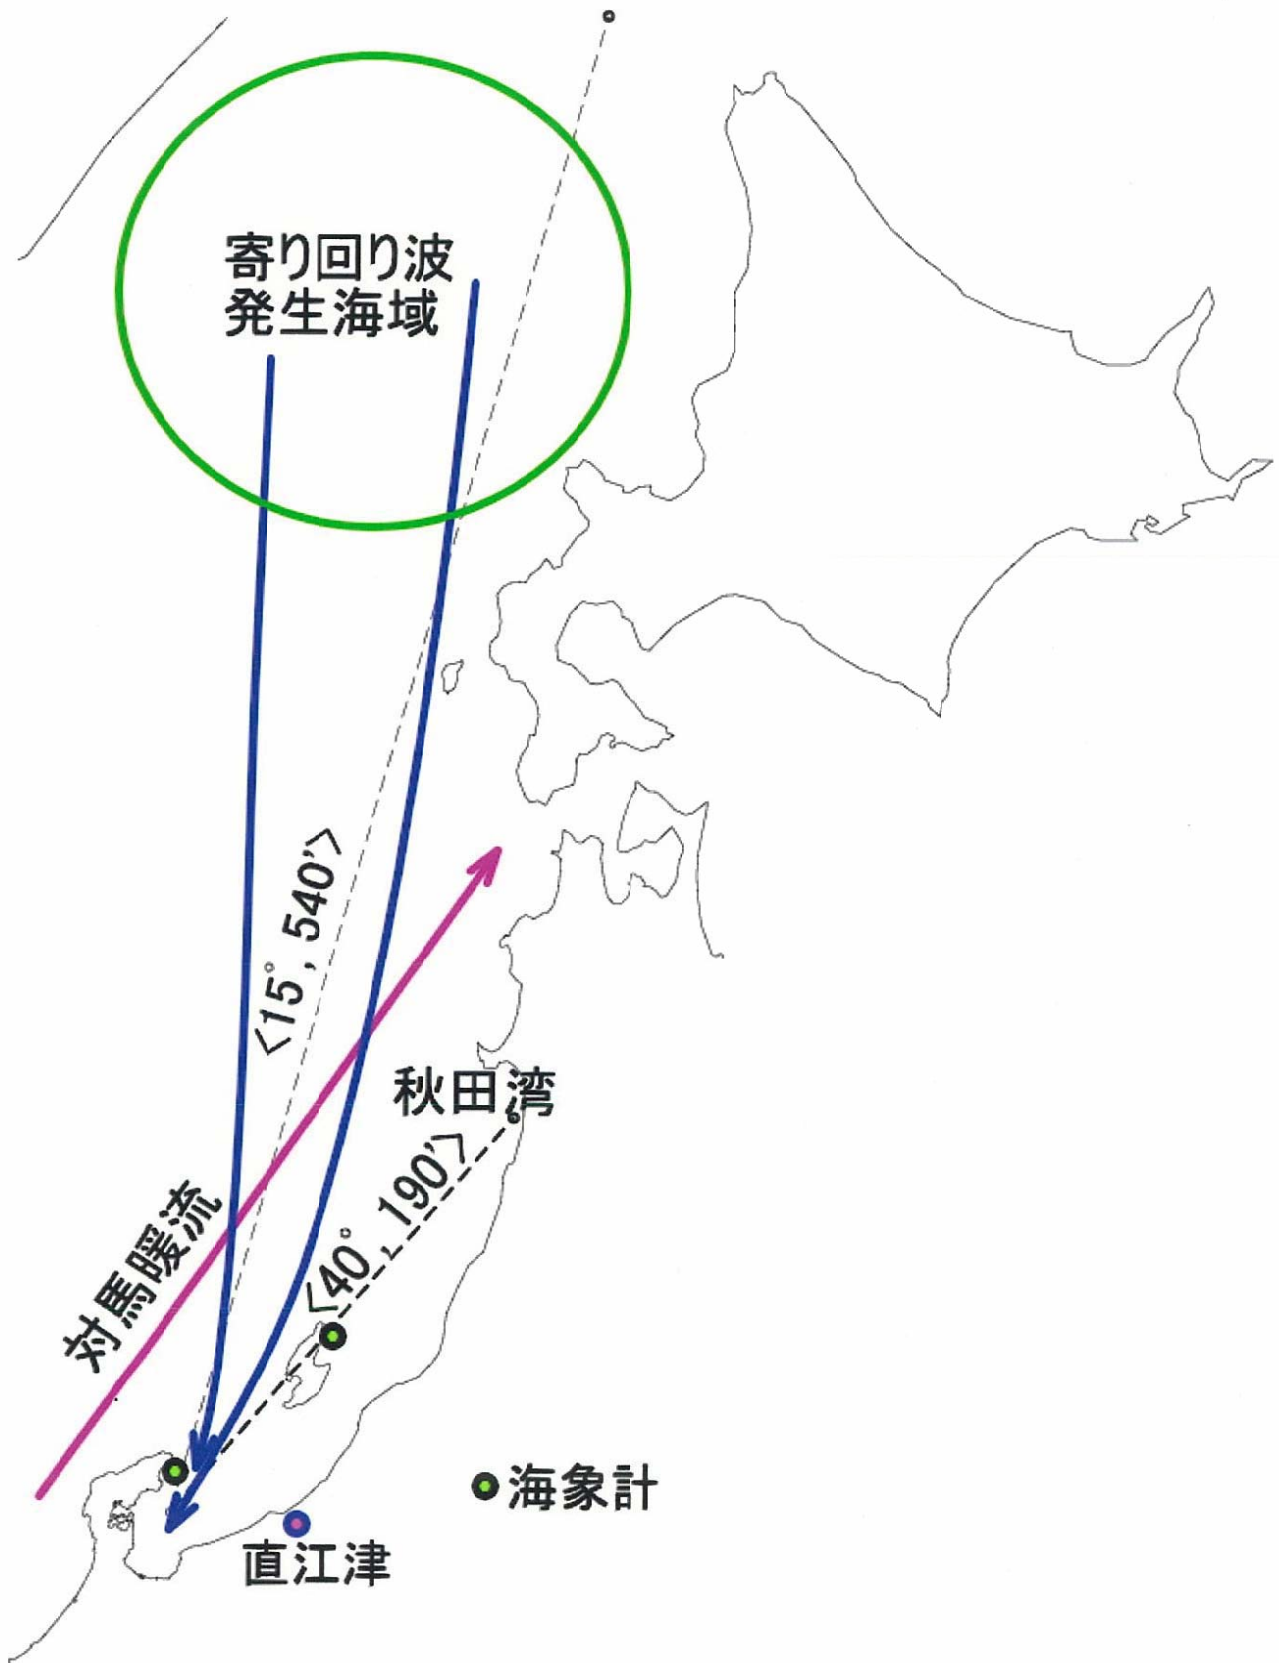 寄り回り波
発生海域
<15°, 540'>
秋田湾
<40°, 190'>
対馬暖流
海象計
直江津